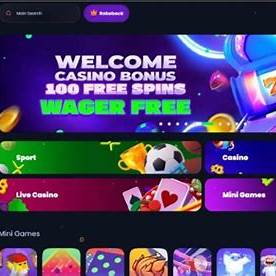 Main Search
Rakeback
WELCOME
CASINO BONUS
100 FREE SPINS
WAGER FREE
Sport
Casino
Live Casino
Mini Games
Mini Games